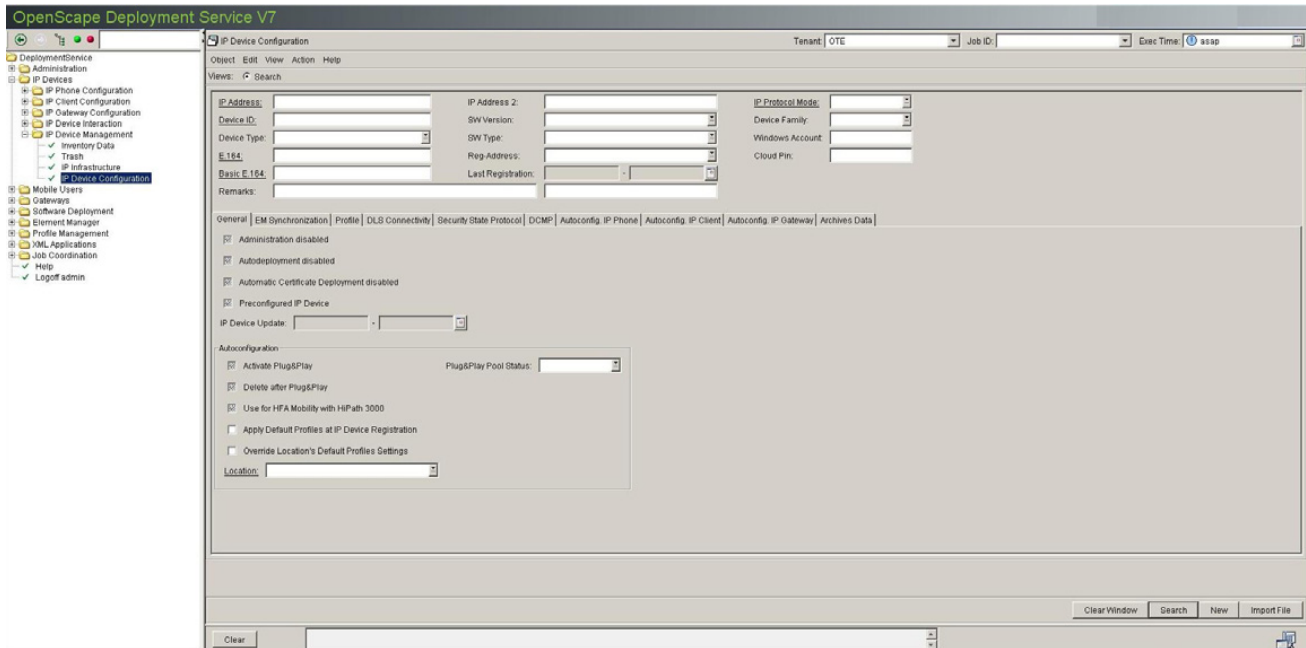 OpenScape Deployment Service V7
IP Device Configuration Tenant: OTE Job ID: Exec Time: asap
DeploymentService
Administration
IP Devices
IP Phone Configuration
IP Client Configuration
IP Gateway Configuration
IP Device Interaction
IP Device Management
Inventory Data
Trash
IP Infrastructure
IP Device Configuration
Mobile Users
Gateways
Software Deployment
Element Manager
Profile Management
XML Applications
Job Coordination
Help
Logoff admin
Object Edit View Action Help
Views: Search
IP Address: IP Address 2: IP Protocol Mode:
Device ID: SW Version: Device Family:
Device Type: SW Type: Windows Account:
E.164: Reg-Address: Cloud Pin:
Basic E.164: Last Registration: -
Remarks:
General EM Synchronization Profile DLS Connectivity Security State Protocol DCMP Autoconfig. IP Phone Autoconfig. IP Client Autoconfig. IP Gateway Archives Data
Administration disabled
Autodeployment disabled
Automatic Certificate Deployment disabled
Preconfigured IP Device
IP Device Update: -
Autoconfiguration
Activate Plug&Play Plug&Play Pool Status:
Delete after Plug&Play
Use for HFA Mobility with HiPath 3000
Apply Default Profiles at IP Device Registration
Override Location's Default Profiles Settings
Location:
Clear Window Search New Import File
Clear